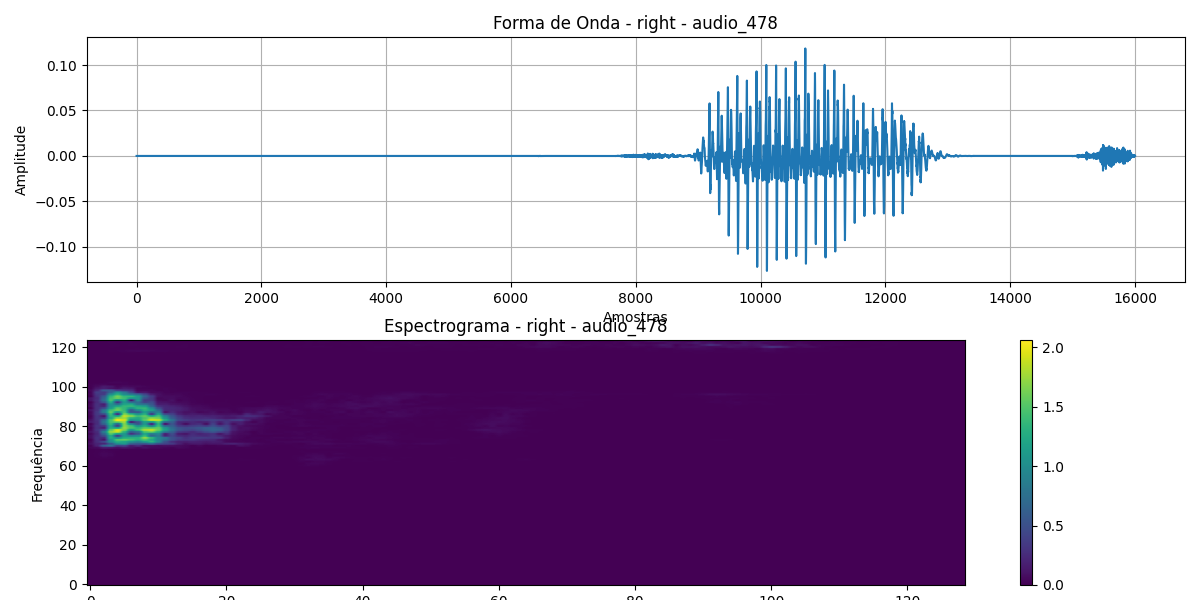 Forma de Onda - right - audio_478
0.10
0.05
0.00
−0.05
−0.10
Amplitude
0 2000 4000 6000 8000 10000 12000 14000 16000
Amostras
Espectrograma - right - audio_478
120
100
80
60
40
20
0
Frequência
0 20 40 60 80 100 120
2.0
1.5
1.0
0.5
0.0